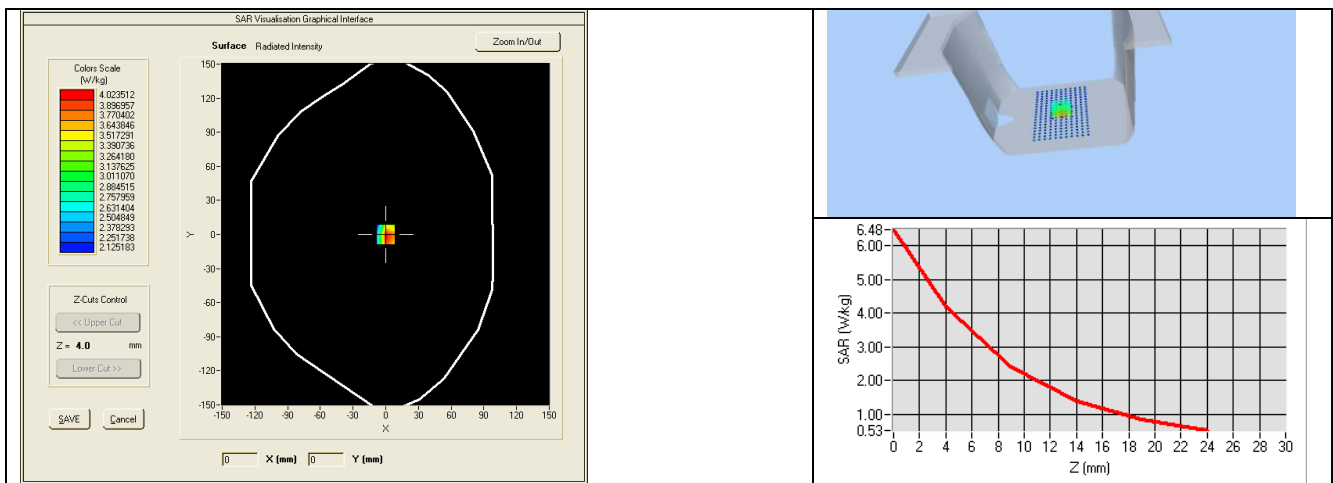 SAR Visualisation Graphical Interface
Surface Radiated Intensity
Zoom In/Out
Colors Scale
(W/kg)
4.023512
3.896957
3.770402
3.643846
3.517291
3.390736
3.264180
3.137625
3.011070
2.884515
2.757959
2.631404
2.504849
2.378293
2.251738
2.125183
Z-Cuts Control
<< Upper Cut
Z = 4.0 mm
Lower Cut >>
SAVE Cancel
150-
120-
90-
60-
30-
0-
-30-
-60-
-90-
-120-
-150-
Y
-150 -120 -90 -60 -30 0 30 60 90 120 150
X
0 X (mm) 0 Y (mm)
6.48-
6.00-
5.00-
4.00-
3.00-
2.00-
1.00-
0.53-
SAR (W/kg)
0 2 4 6 8 10 12 14 16 18 20 22 24 26 28 30
Z (mm)